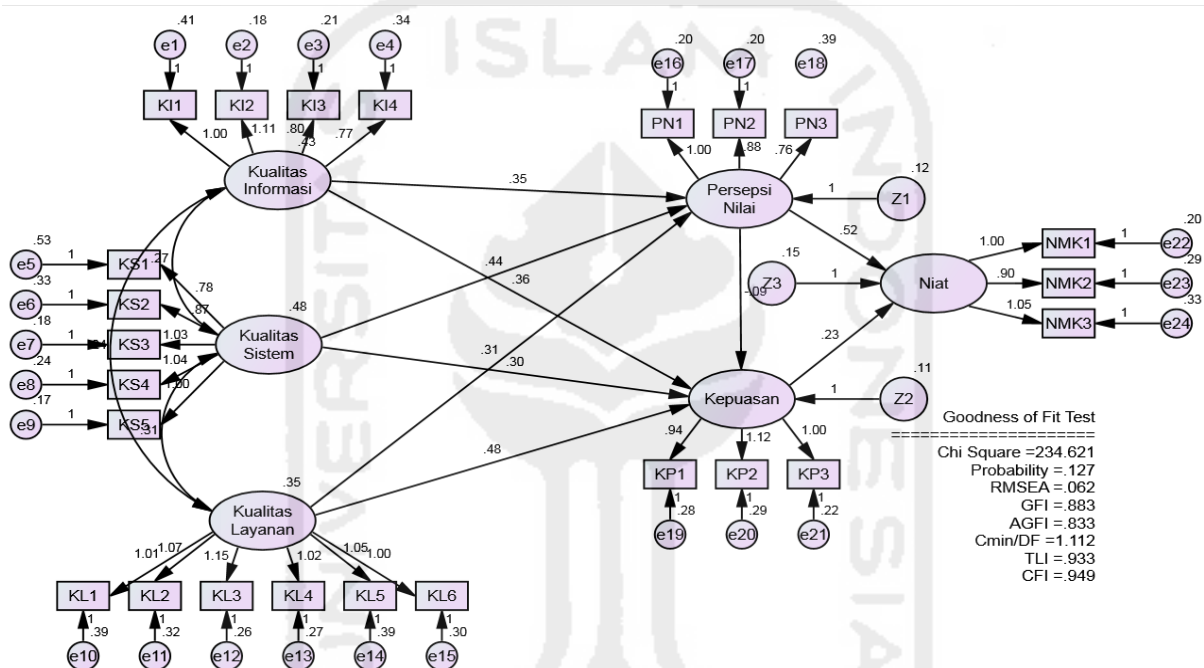 .41 .18 .21 .34
e1 e2 e3 e4
1 1 1 1
KI1 KI2 KI3 KI4
1.00 1.11 .80 .77
.43
Kualitas
Informasi
.20 .20 .39
e16 e17 e18
1 1
PN1 PN2 PN3
1.00 .88 .76
Persepsi
Nilai
.12
1 Z1
.35
.44
.36
.52
-.09
.15
Z3 1
Niat
1.00 NMK1 1 e22 .20
.90 NMK2 1 e23 .29
1.05 NMK3 1 e24 .33
.53
e5 1 KS1 .27
.33
e6 1 KS2
.18
e7 1 KS3
.24
e8 1 KS4
.17
e9 1 KS5
.78
.87
1.03
1.04
1.00
.31
.48
Kualitas
Sistem
.31
.30
.23
Kepuasan
.11
1 Z2
.94 1.12 1.00
KP1 KP2 KP3
1 1 1
.28 .29 .22
e19 e20 e21
.48
.35
Kualitas
Layanan
1.01 1.07 1.15 1.02 1.05 1.00
KL1 KL2 KL3 KL4 KL5 KL6
1 1 1 1 1 1
.39 .32 .26 .27 .39 .30
e10 e11 e12 e13 e14 e15
Goodness of Fit Test
=====================
Chi Square =234.621
Probability =.127
RMSEA =.062
GFI =.883
AGFI =.833
Cmin/DF =1.112
TLI =.933
CFI =.949
ISLAM
UNIVERSITAS
INDONESIA